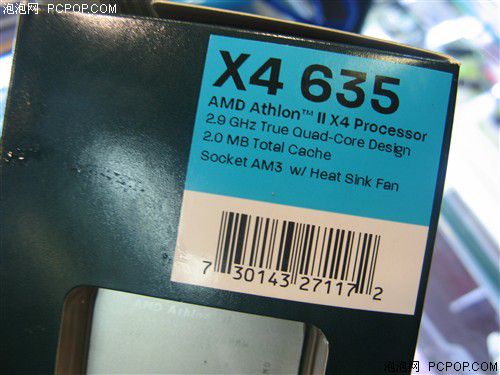 泡泡网 PCPOP.COM
X4 635
AMD Athlon™ II X4 Processor
2.9 GHz True Quad-Core Design
2.0 MB Total Cache
Socket AM3 w/ Heat Sink Fan
7 30143 27117 2
AMD Athlon
泡泡网 PCPOP.COM